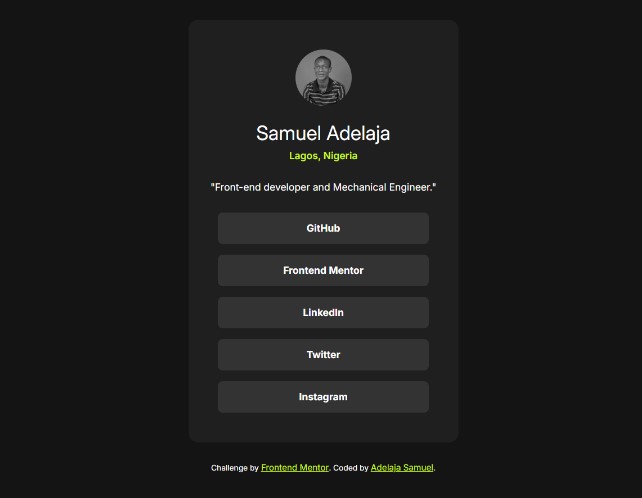 Samuel Adelaja
Lagos, Nigeria
"Front-end developer and Mechanical Engineer."
GitHub
Frontend Mentor
LinkedIn
Twitter
Instagram
Challenge by Frontend Mentor. Coded by Adelaja Samuel.